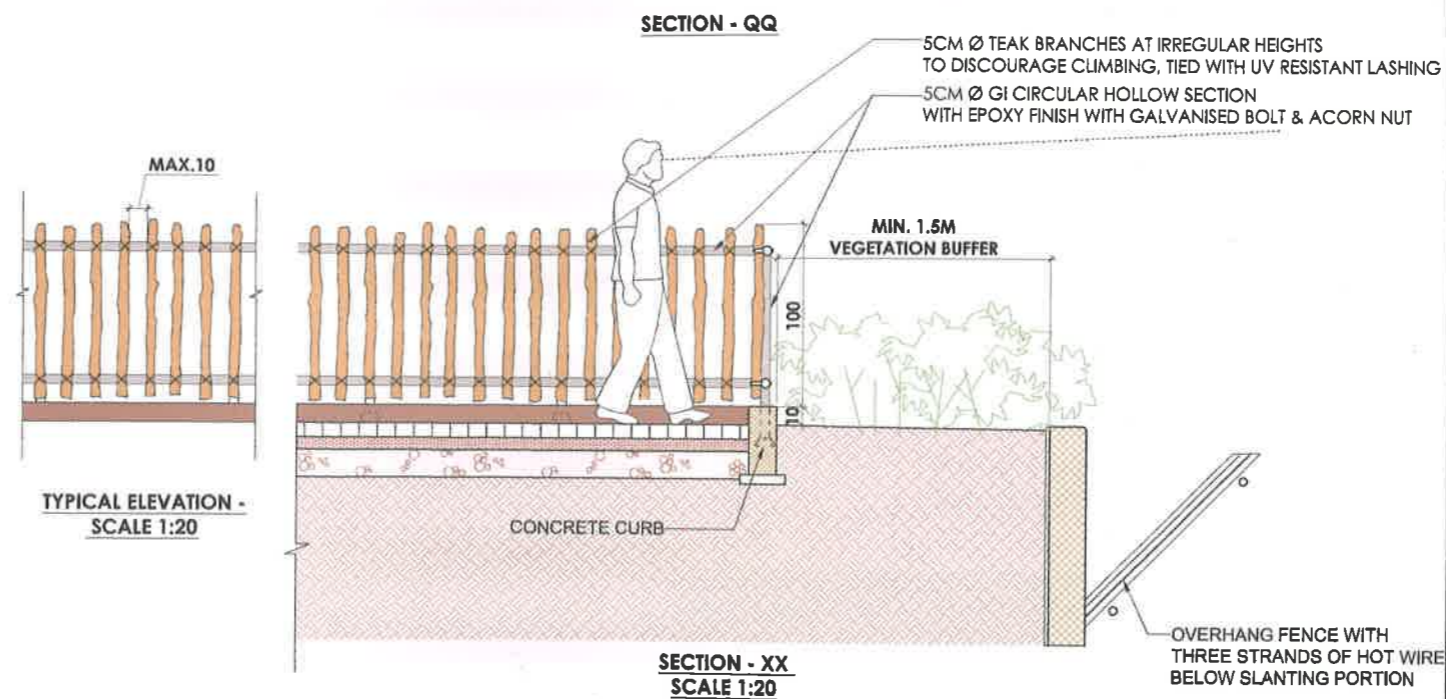 SECTION - QQ
5CM Ø TEAK BRANCHES AT IRREGULAR HEIGHTS
TO DISCOURAGE CLIMBING, TIED WITH UV RESISTANT LASHING
5CM Ø GI CIRCULAR HOLLOW SECTION
WITH EPOXY FINISH WITH GALVANISED BOLT & ACORN NUT
MAX.10
MIN. 1.5M
VEGETATION BUFFER
100
10
TYPICAL ELEVATION -
SCALE 1:20
CONCRETE CURB
OVERHANG FENCE WITH
THREE STRANDS OF HOT WIRE
BELOW SLANTING PORTION
SECTION - XX
SCALE 1:20